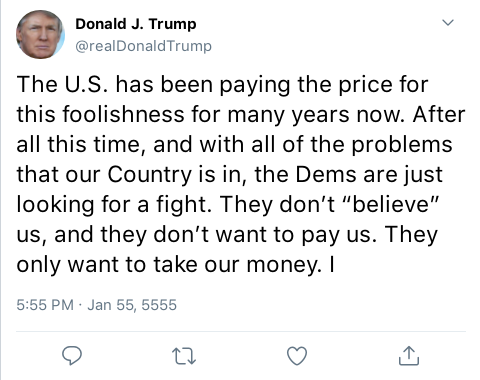 Donald J. Trump
@realDonaldTrump
The U.S. has been paying the price for
this foolishness for many years now. After
all this time, and with all of the problems
that our Country is in, the Dems are just
looking for a fight. They don’t “believe”
us, and they don’t want to pay us. They
only want to take our money. I
5:55 PM · Jan 55, 5555